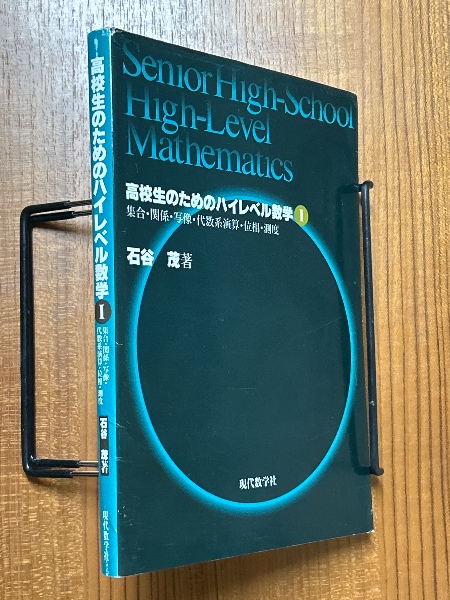 Senior High-School
High-Level
Mathematics
高校生のためのハイレベル数学 I
集合・関係・写像・代数系演算・位相・測度
石谷 茂著
現代数学社
高校生のためのハイレベル数学 I
集合・関係・写像・
代数系演算・位相・測度
石谷 茂著
現代数学社